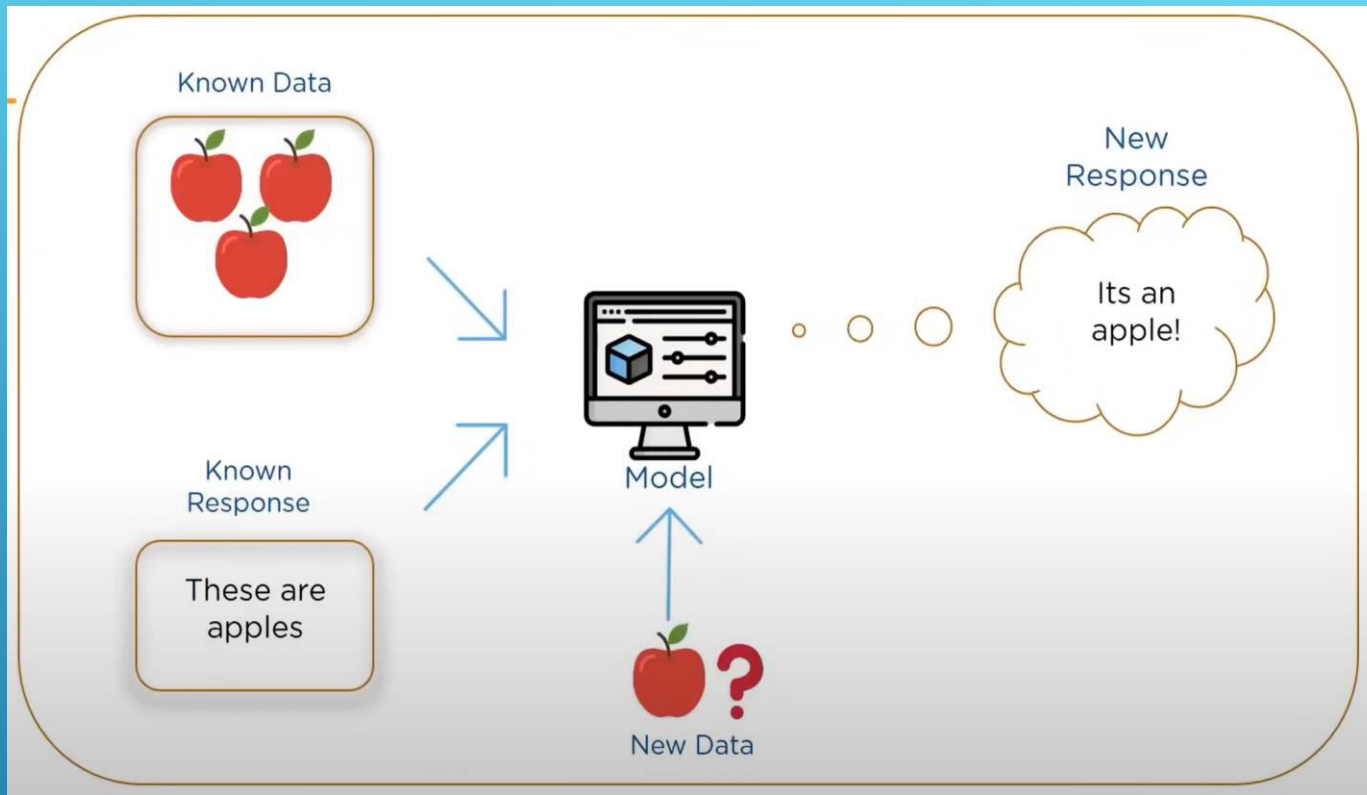 Known Data
New
Response
Its an
apple!
Model
Known
Response
These are
apples
?
New Data